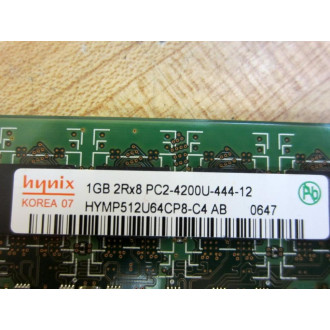 hynix
KOREA 07
1GB 2Rx8 PC2-4200U-444-12
HYMP512U64CP8-C4 AB 0647
Pb